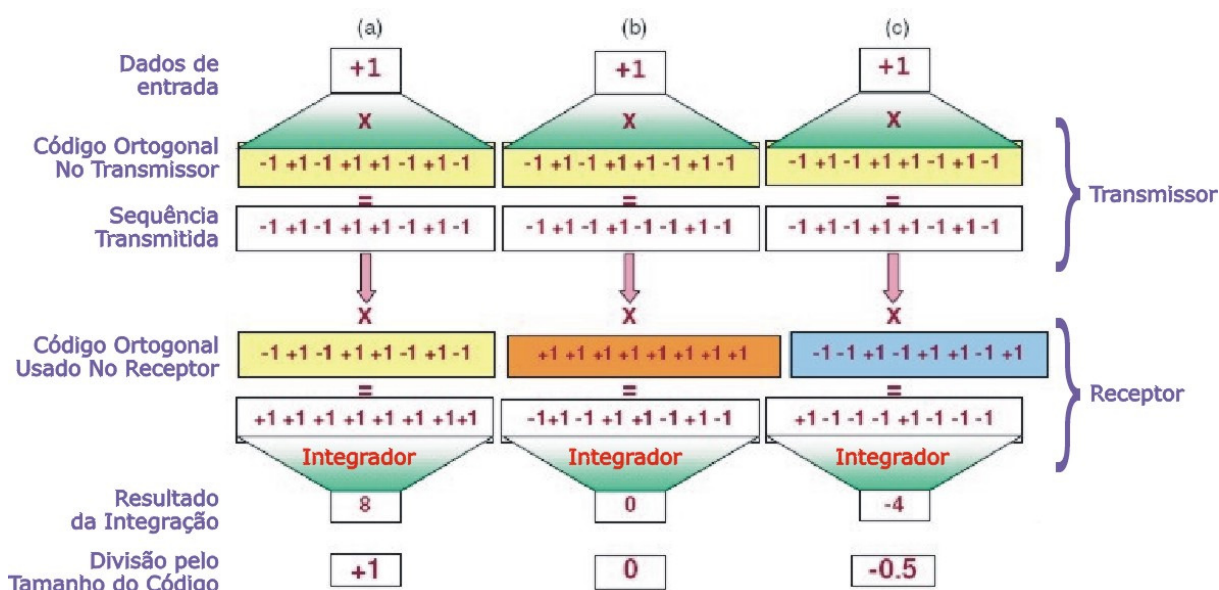 (a) (b) (c)
Dados de
entrada
+1 +1 +1
X X X
Código Ortogonal
No Transmissor
-1 +1 -1 +1 +1 -1 +1 -1
-1 +1 -1 +1 +1 -1 +1 -1
-1 +1 -1 +1 +1 -1 +1 -1
= = =
Sequência
Transmitida
-1 +1 -1 +1 +1 -1 +1 -1
-1 +1 -1 +1 -1 -1 +1 -1
-1 +1 -1 +1 +1 -1 +1 -1
Transmissor
X X X
Código Ortogonal
Usado No Receptor
-1 +1 -1 +1 +1 -1 +1 -1
+1 +1 +1 +1 +1 +1 +1 +1
-1 -1 +1 -1 +1 +1 -1 +1
= = =
+1 +1 +1 +1 +1 +1 +1+1
-1+1 -1 +1 +1 -1 +1 -1
+1 -1 -1 -1 +1 -1 -1 -1
Receptor
Integrador Integrador Integrador
Resultado
da Integração
8 0 -4
Divisão pelo
Tamanho do Código
+1 0 -0.5